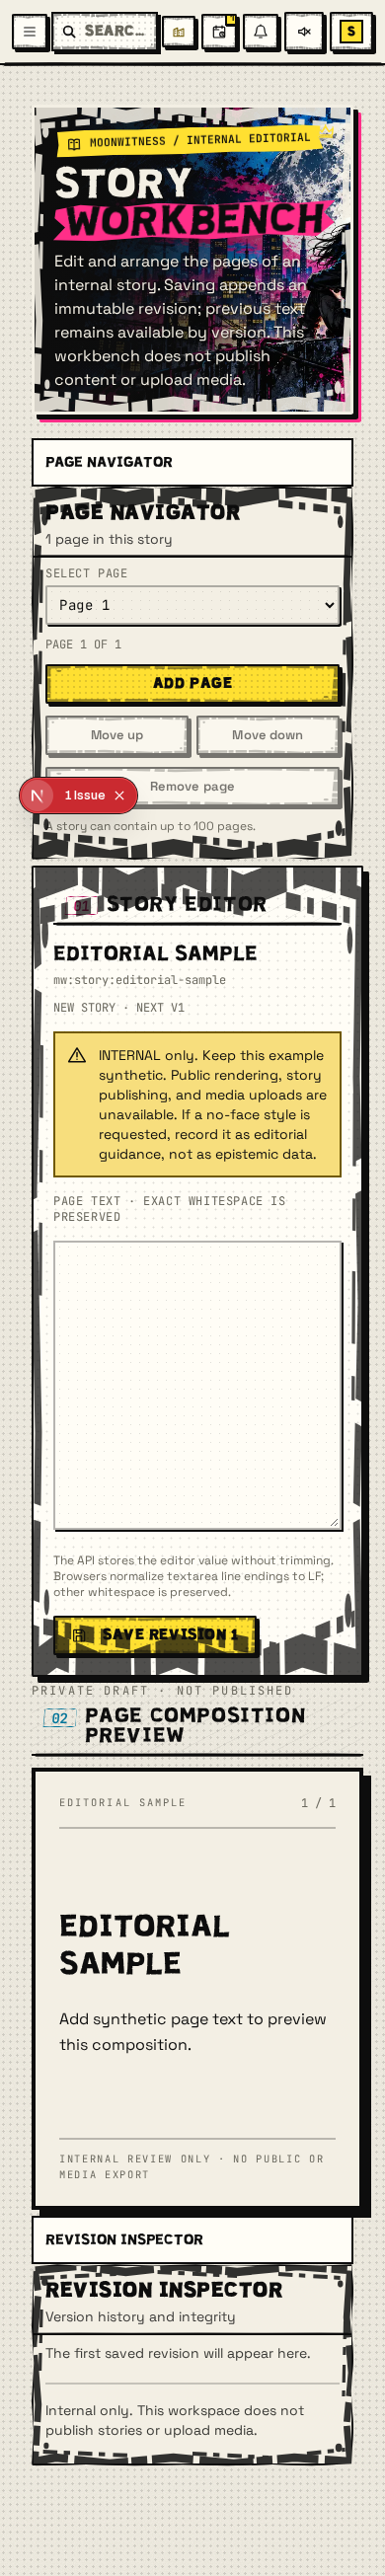 SEARC…
S
MOONWITNESS / INTERNAL EDITORIAL
STORY
WORKBENCH
Edit and arrange the pages of an
internal story. Saving appends an
immutable revision; previous text
remains available by version. This
workbench does not publish
content or upload media.
PAGE NAVIGATOR
PAGE NAVIGATOR
1 page in this story
SELECT PAGE
Page 1
PAGE 1 OF 1
ADD PAGE
Move up
Move down
Remove page
1 Issue
A story can contain up to 100 pages.
01 STORY EDITOR
EDITORIAL SAMPLE
mw:story:editorial-sample
NEW STORY · NEXT V1
INTERNAL only. Keep this example
synthetic. Public rendering, story
publishing, and media uploads are
unavailable. If a no-face style is
requested, record it as editorial
guidance, not as epistemic data.
PAGE TEXT · EXACT WHITESPACE IS
PRESERVED
The API stores the editor value without trimming.
Browsers normalize textarea line endings to LF;
other whitespace is preserved.
SAVE REVISION 1
PRIVATE DRAFT · NOT PUBLISHED
02 PAGE COMPOSITION
PREVIEW
EDITORIAL SAMPLE
1 / 1
EDITORIAL
SAMPLE
Add synthetic page text to preview
this composition.
INTERNAL REVIEW ONLY · NO PUBLIC OR
MEDIA EXPORT
REVISION INSPECTOR
REVISION INSPECTOR
Version history and integrity
The first saved revision will appear here.
Internal only. This workspace does not
publish stories or upload media.